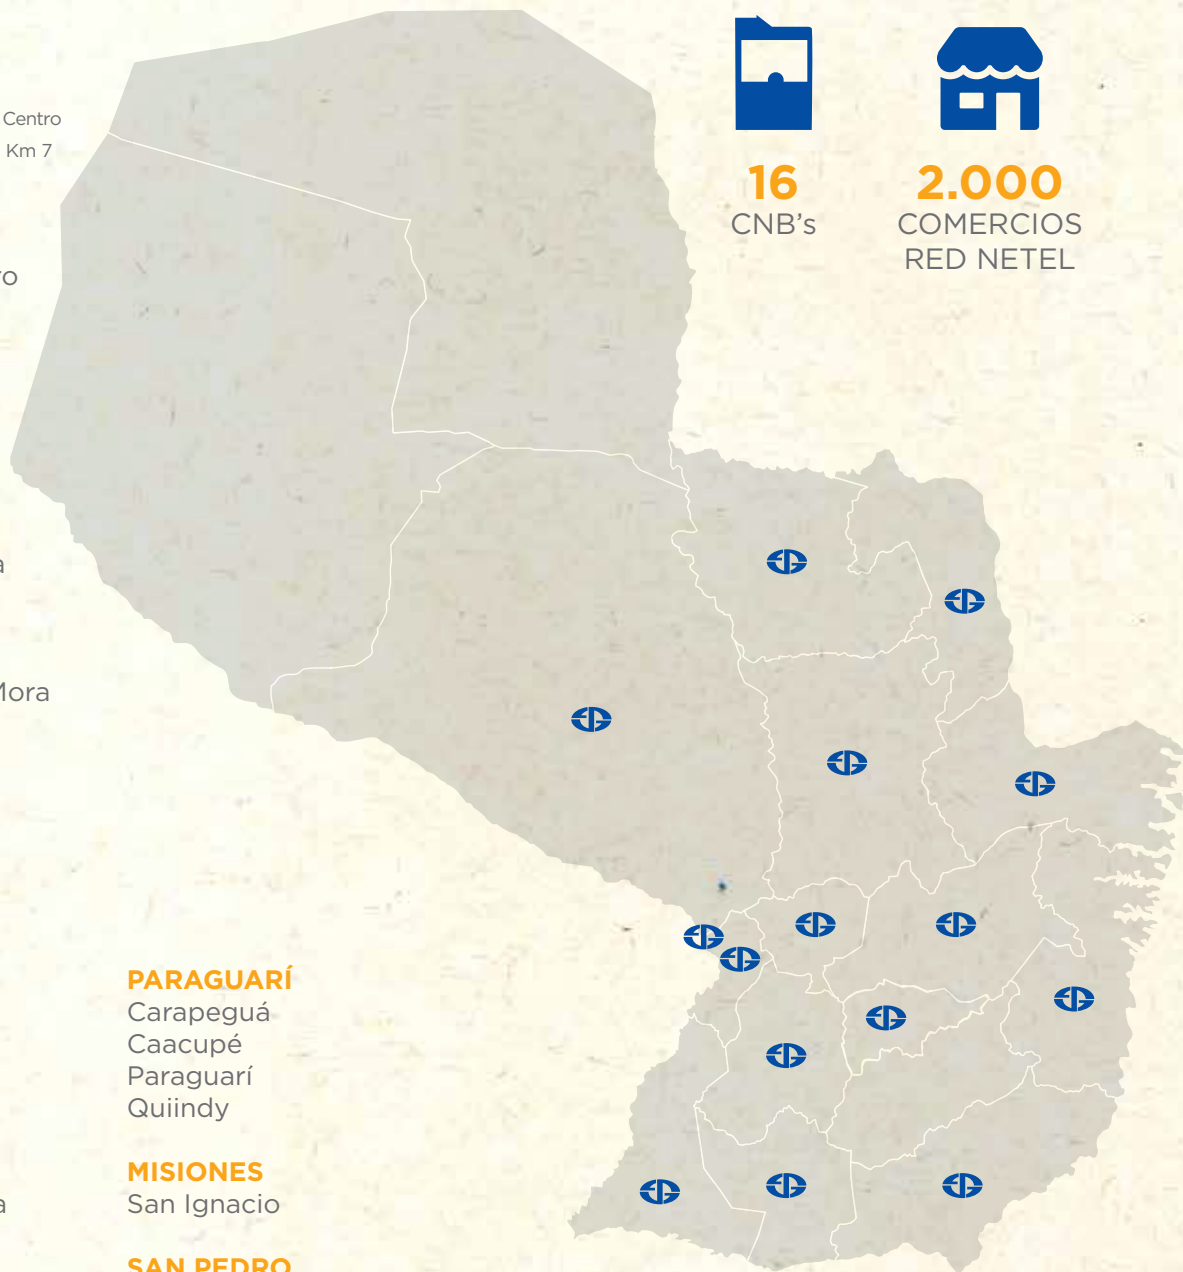 Centro
Km 7
16
CNB's
2.000
COMERCIOS
RED NETEL
PARAGUARÍ
Carapeguá
Caacupé
Paraguarí
Quiindy
MISIONES
San Ignacio
SAN PEDRO